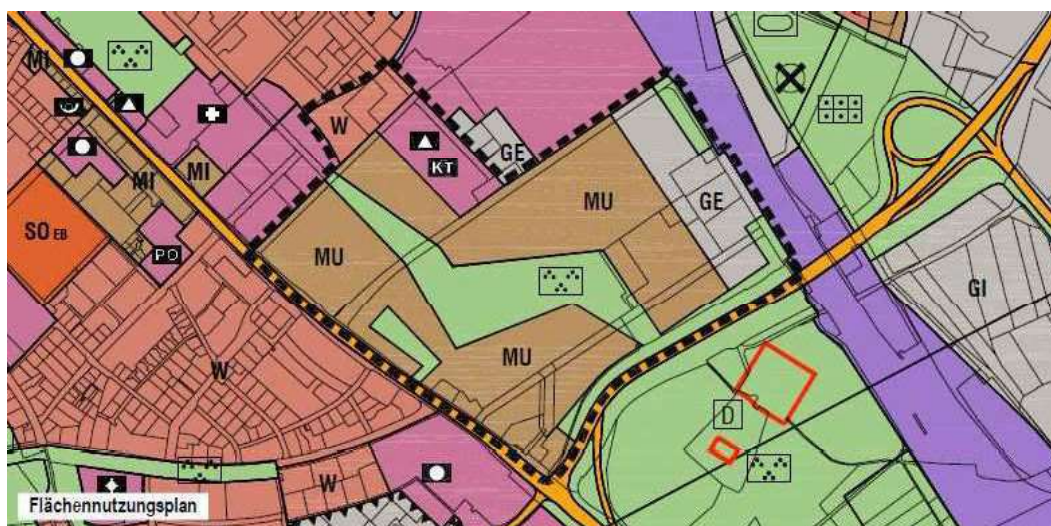 MI
W
KT
GE
MI
MI
MU
GE
SO EB
PO
MU
GI
W
MU
D
W
Flächennutzungsplan